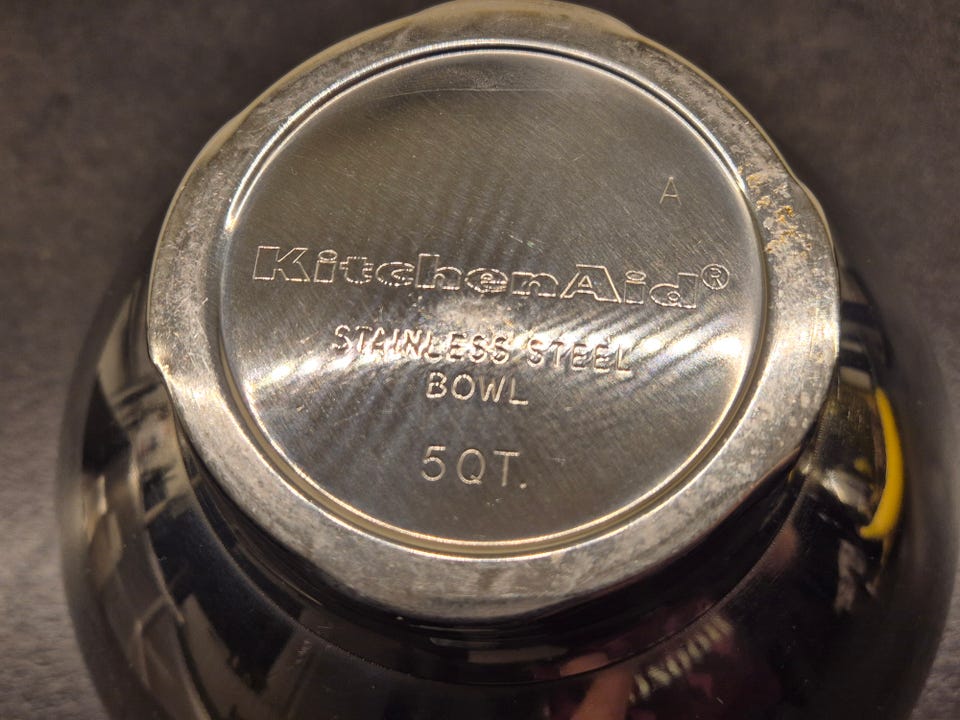 A
KitchenAid®
STAINLESS STEEL
BOWL
5QT.